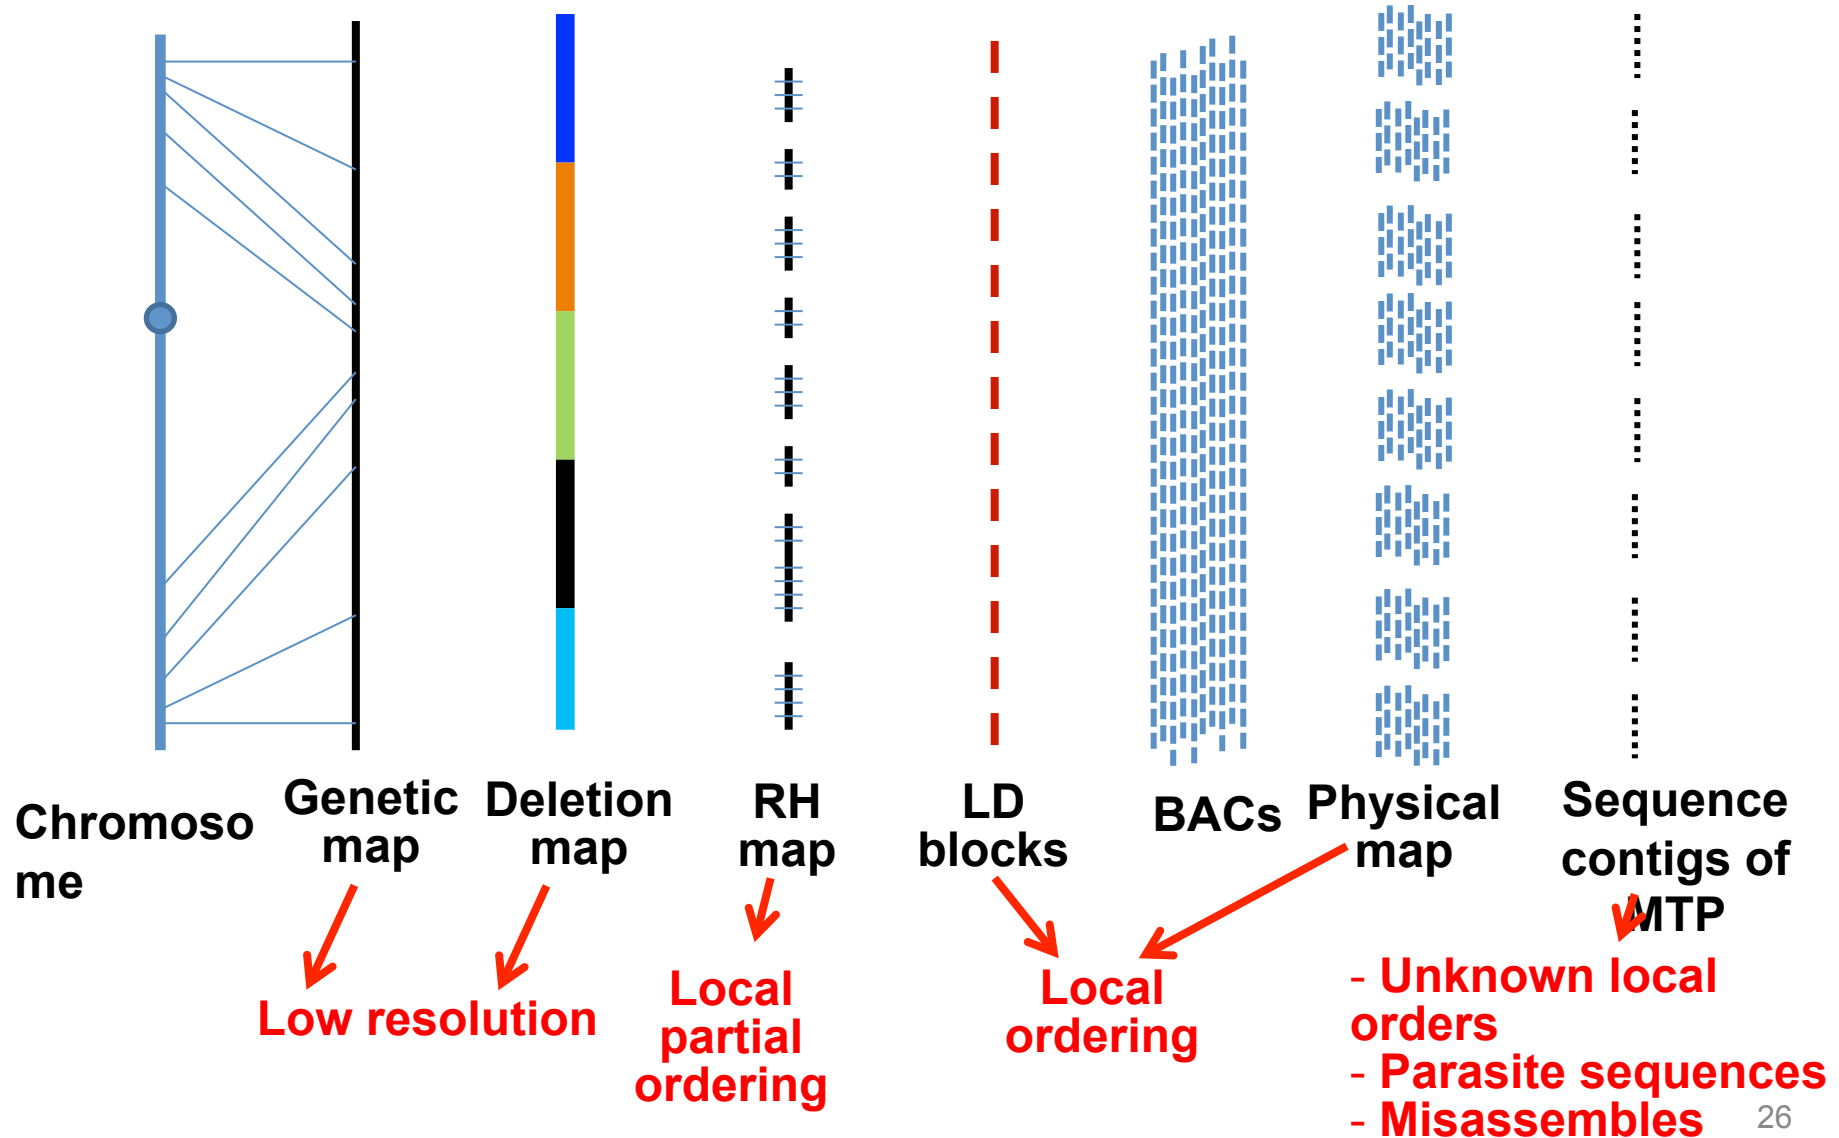 Chromoso
me
Genetic
map
Deletion
map
RH
map
LD
blocks
BACs
Physical
map
Sequence
contigs of
MTP
Low resolution
Local
partial
ordering
Local
ordering
- Unknown local
orders
- Parasite sequences
- Misassembles
26